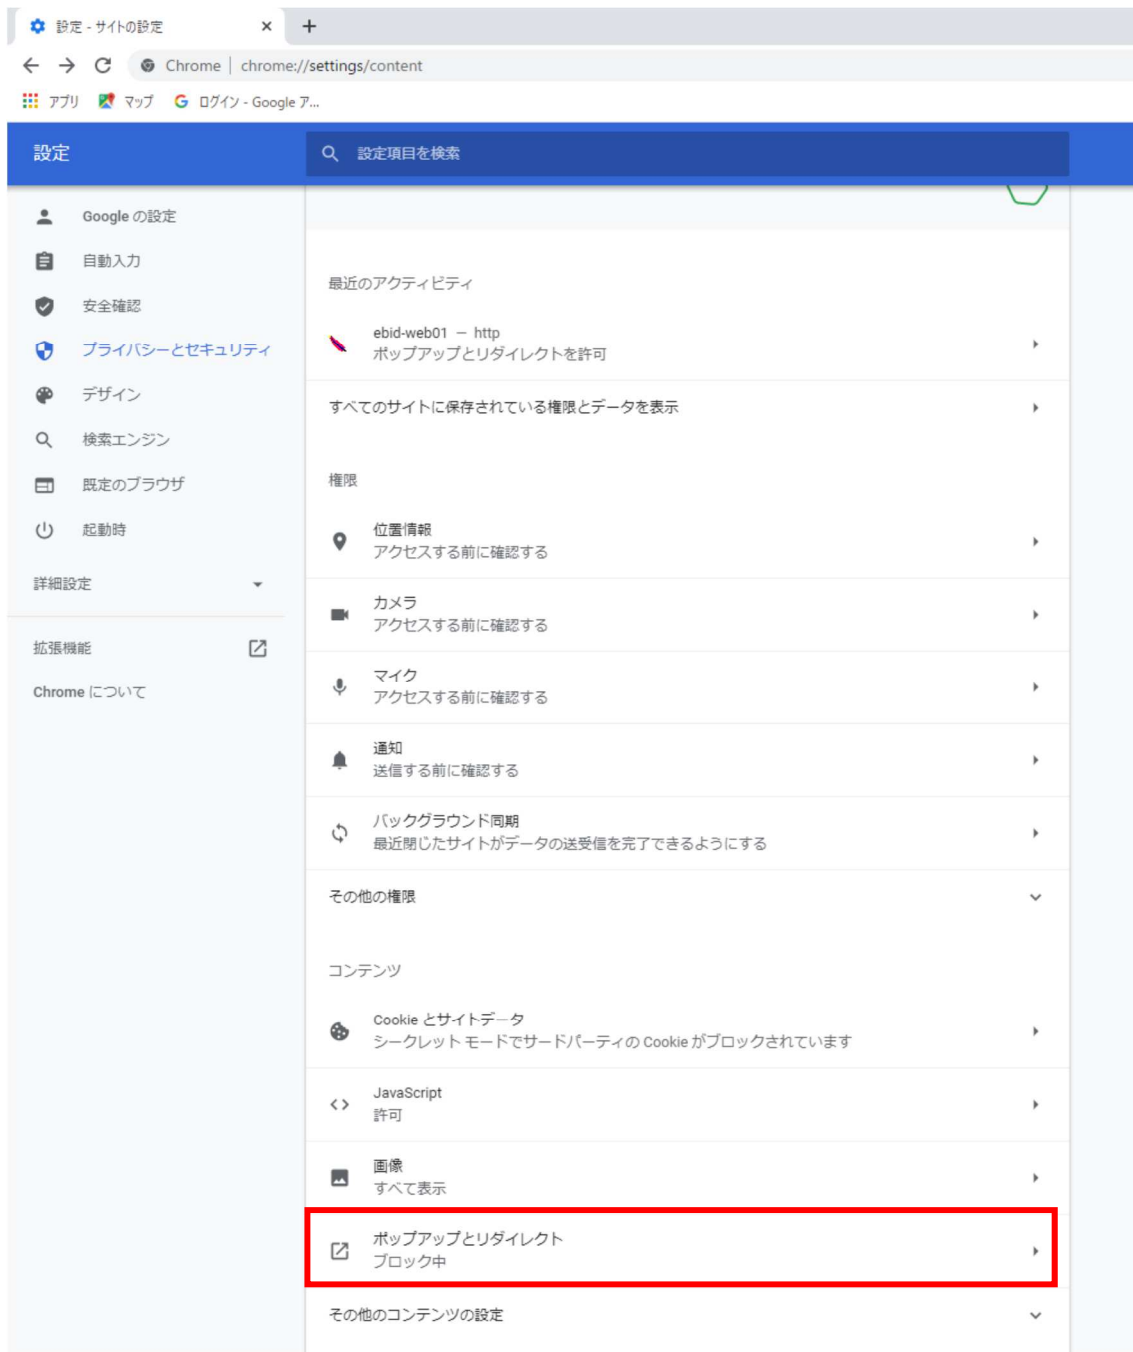 設定 - サイトの設定
Chrome | chrome://settings/content
アプリ マップ ログイン - Google ア...
設定
設定項目を検索
Google の設定
自動入力
安全確認
プライバシーとセキュリティ
デザイン
検索エンジン
既定のブラウザ
起動時
詳細設定
拡張機能
Chrome について
最近のアクティビティ
ebid-web01 — http
ポップアップとリダイレクトを許可
すべてのサイトに保存されている権限とデータを表示
権限
位置情報
アクセスする前に確認する
カメラ
アクセスする前に確認する
マイク
アクセスする前に確認する
通知
送信する前に確認する
バックグラウンド同期
最近閉じたサイトがデータの送受信を完了できるようにする
その他の権限
コンテンツ
Cookie とサイトデータ
シークレット モードでサードパーティの Cookie がブロックされています
JavaScript
許可
画像
すべて表示
ポップアップとリダイレクト
ブロック中
その他のコンテンツの設定